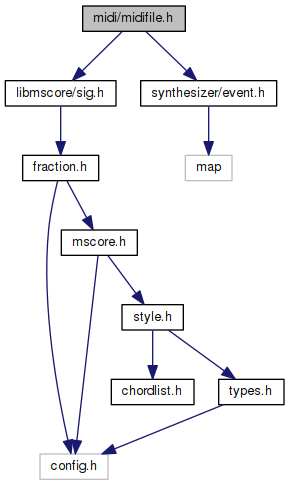 midi/midifile.h
libmscore/sig.h
synthesizer/event.h
fraction.h
map
mscore.h
style.h
chordlist.h
types.h
config.h